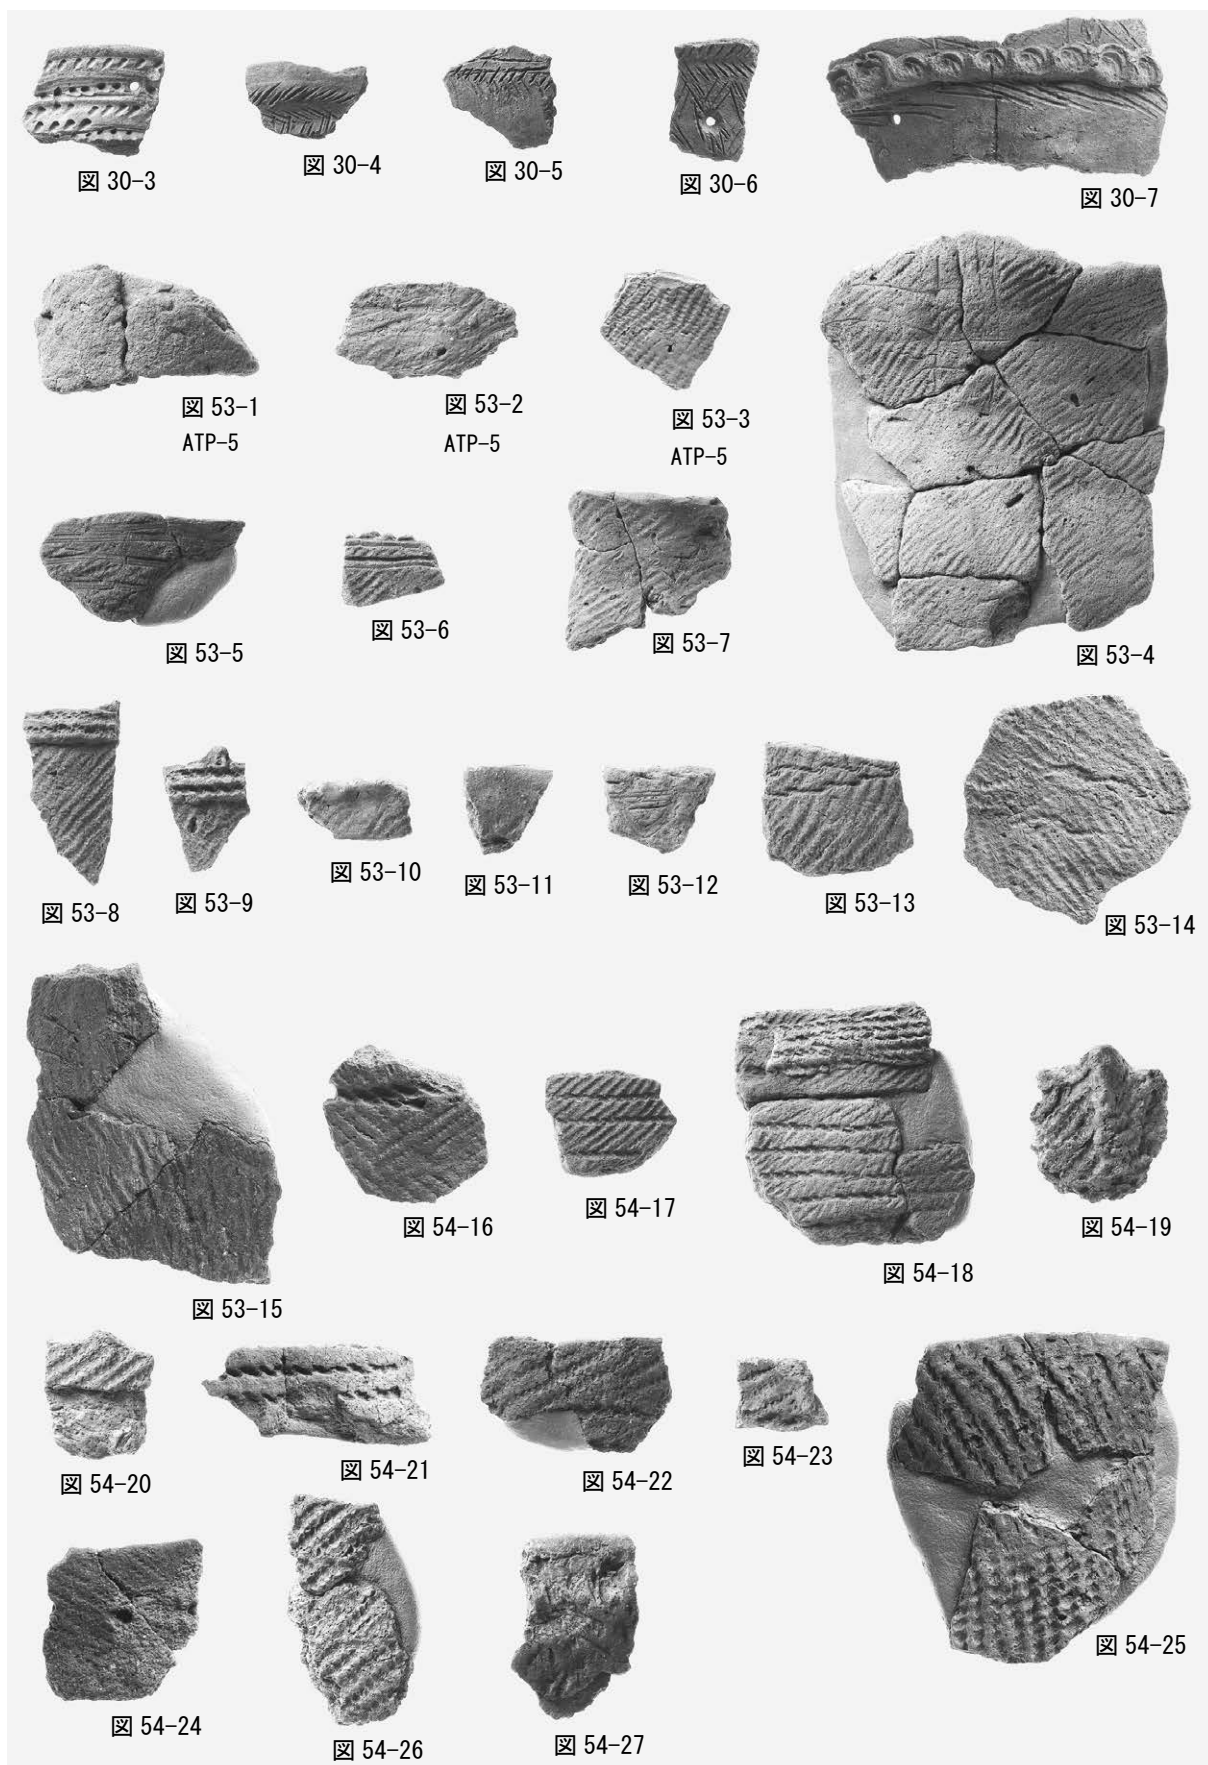 図 30-3
図 30-4
図 30-5
図 30-6
図 30-7
図 53-1
ATP-5
図 53-2
ATP-5
図 53-3
ATP-5
図 53-4
図 53-5
図 53-6
図 53-7
図 53-8
図 53-9
図 53-10
図 53-11
図 53-12
図 53-13
図 53-14
図 53-15
図 54-16
図 54-17
図 54-18
図 54-19
図 54-20
図 54-21
図 54-22
図 54-23
図 54-24
図 54-25
図 54-26
図 54-27